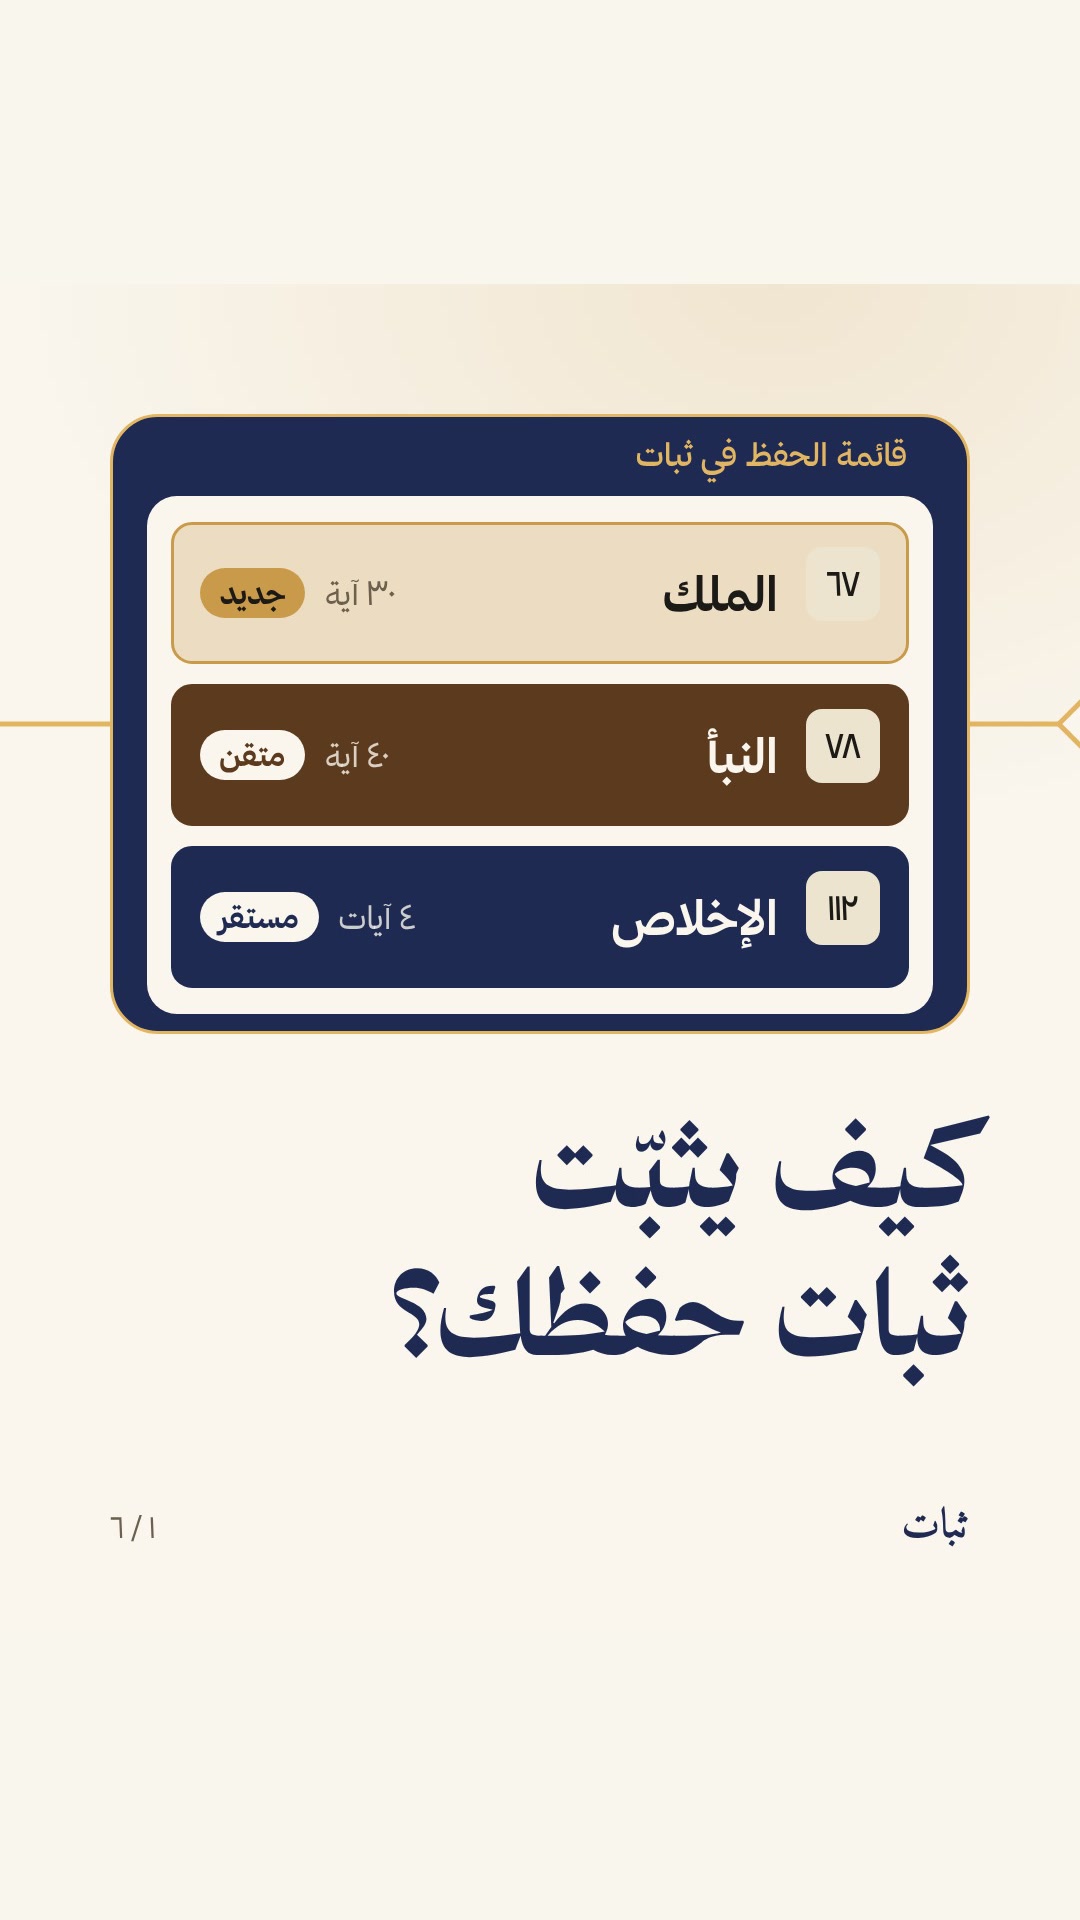 قائمة الحفظ في ثبات
٦٧ الملك ٣٠ آية جديد
٧٨ النبأ ٤٠ آية متقن
١١٢ الإخلاص ٤ آيات مستقر
كيف يثبّت
ثبات حفظك؟
ثبات ١ / ٦